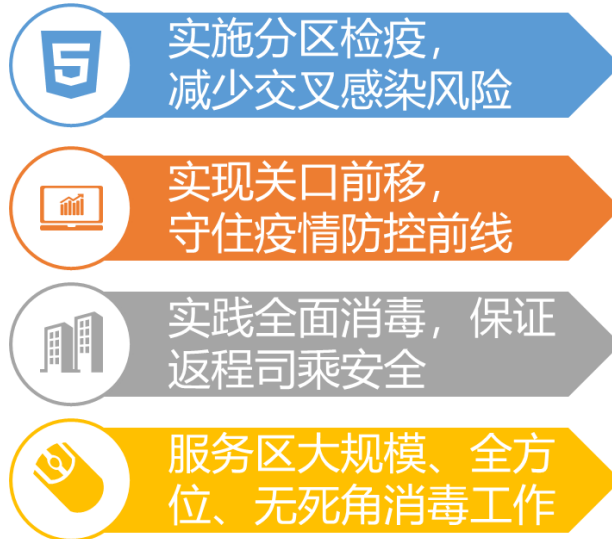 实施分区检疫，
减少交叉感染风险
实现关口前移，
守住疫情防控前线
实践全面消毒，保证
返程司乘安全
服务区大规模、全方
位、无死角消毒工作